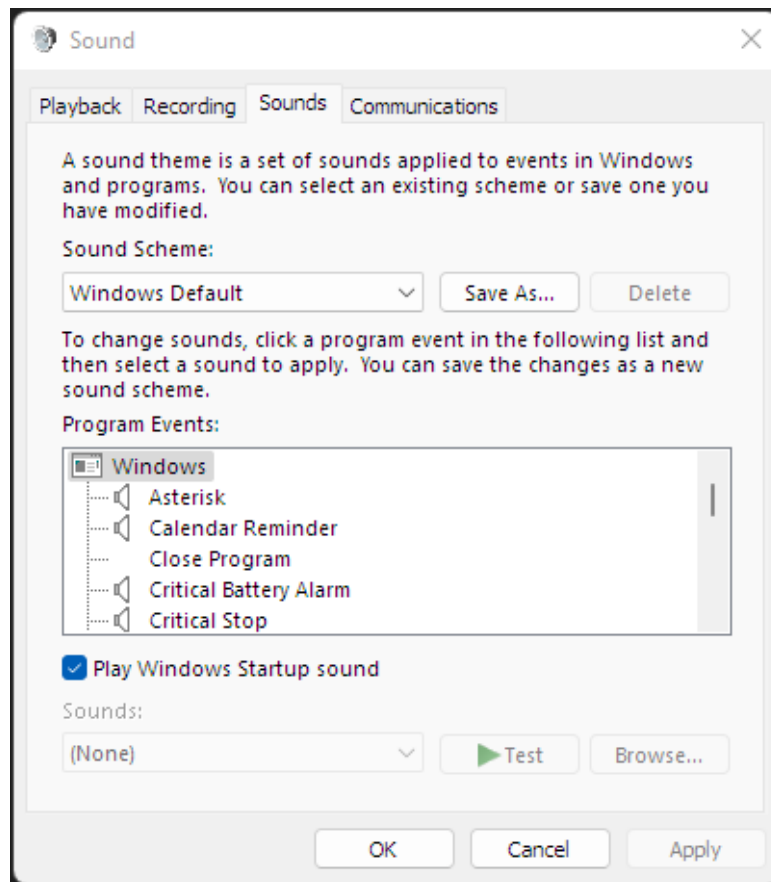 Sound
Playback Recording Sounds Communications
A sound theme is a set of sounds applied to events in Windows
and programs. You can select an existing scheme or save one you
have modified.
Sound Scheme:
Windows Default Save As... Delete
To change sounds, click a program event in the following list and
then select a sound to apply. You can save the changes as a new
sound scheme.
Program Events:
Windows
Asterisk
Calendar Reminder
Close Program
Critical Battery Alarm
Critical Stop
Play Windows Startup sound
Sounds:
(None) Test Browse...
OK Cancel Apply